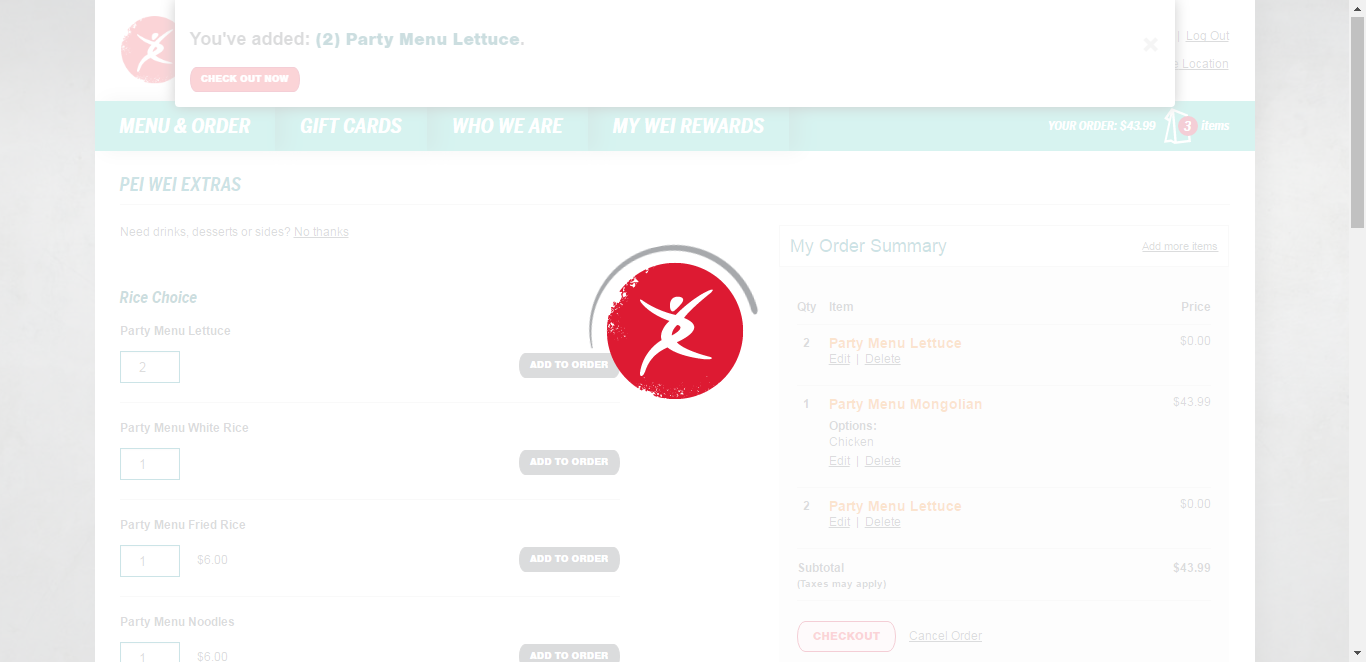 You've added: (2) Party Menu Lettuce.
CHECK OUT NOW
| Log Out
Location
MENU & ORDER
GIFT CARDS
WHO WE ARE
MY WEI REWARDS
YOUR ORDER: $43.99 3 items
PEI WEI EXTRAS
Need drinks, desserts or sides? No thanks
Rice Choice
Party Menu Lettuce
2
ADD TO ORDER
Party Menu White Rice
1
ADD TO ORDER
Party Menu Fried Rice
1 $6.00
ADD TO ORDER
Party Menu Noodles
1 $6.00
ADD TO ORDER
My Order Summary
Add more items
Qty Item Price
2 Party Menu Lettuce $0.00
Edit | Delete
1 Party Menu Mongolian $43.99
Options:
Chicken
Edit | Delete
2 Party Menu Lettuce $0.00
Edit | Delete
Subtotal $43.99
(Taxes may apply)
CHECKOUT Cancel Order